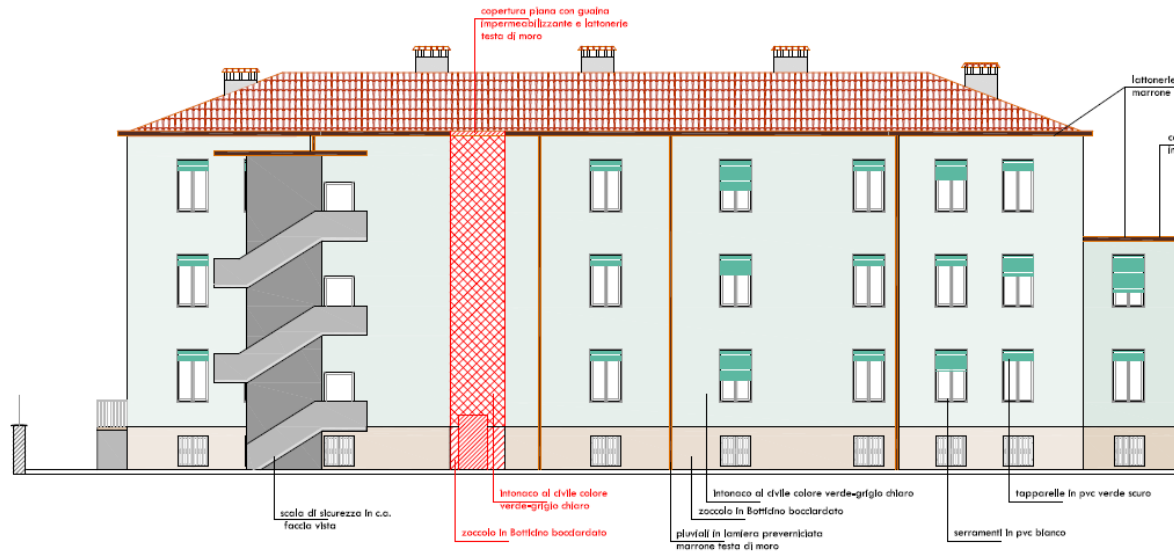 copertura piana con guaina
impermeabilizzante e lattonerie
testa di moro
lattonerie
marrone
scala di sicurezza in c.a.
faccia vista
intonaco al civile colore
verde-grigio chiaro
zoccolo in Botticino bocciardato
intonaco al civile colore verde-grigio chiaro
zoccolo in Botticino bocciardato
pluviali in lamiera preverniciata
marrone testa di moro
tapparelle in pvc verde scuro
serramenti in pvc bianco